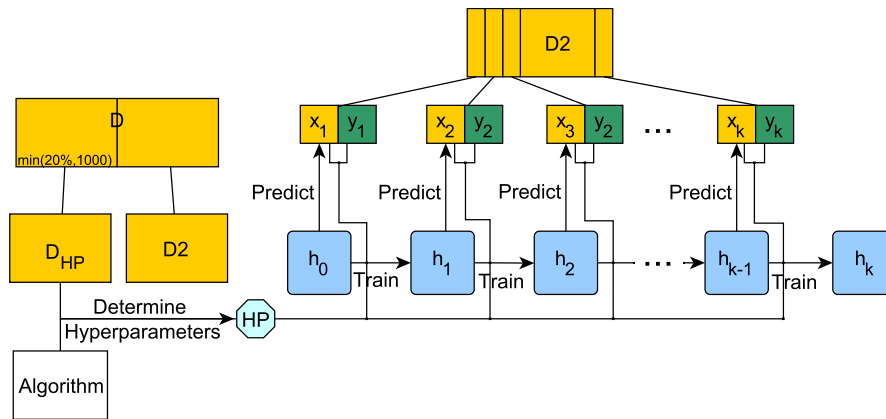 D2
D
min(20%,1000)
x1 y1
x2 y2
x3 y2
...
xk yk
Predict
Predict
Predict
Predict
DHP
D2
h0
h1
h2
...
hk-1
hk
Train
Train
Train
Determine
Hyperparameters
HP
Algorithm